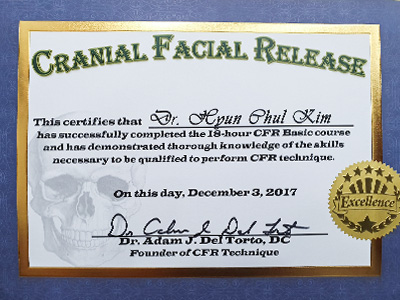 CRANIAL FACIAL RELEASE
This certifies that Dr. Hyun Chul Kim
has successfully completed the 18-hour CFR Basic course
and has demonstrated thorough knowledge of the skills
necessary to be qualified to perform CFR technique.
On this day, December 3, 2017
Excellence
Dr. Adam J. Del Torto, DC
Founder of CFR Technique